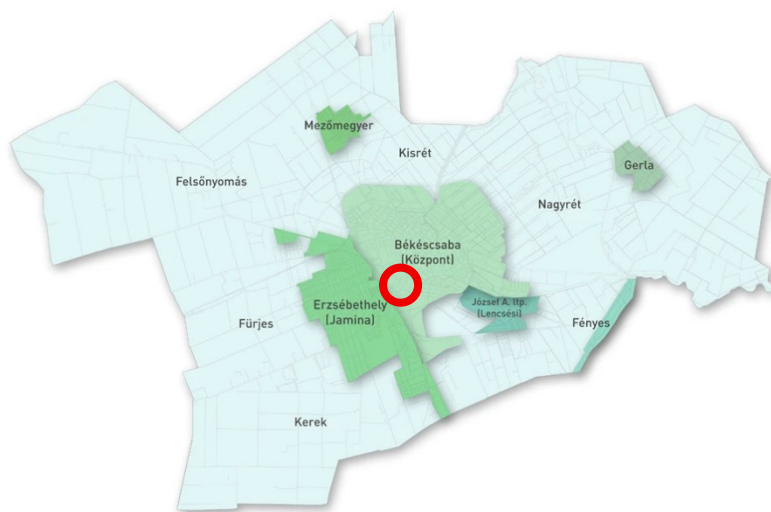 Mezőmegyer
Kisrét
Gerla
Felsőnyomás
Nagyrét
Békéscsaba
(Központ)
Erzsébethely
(Jamina)
József A. ltp.
(Lencsési)
Fürjes
Fényes
Kerek